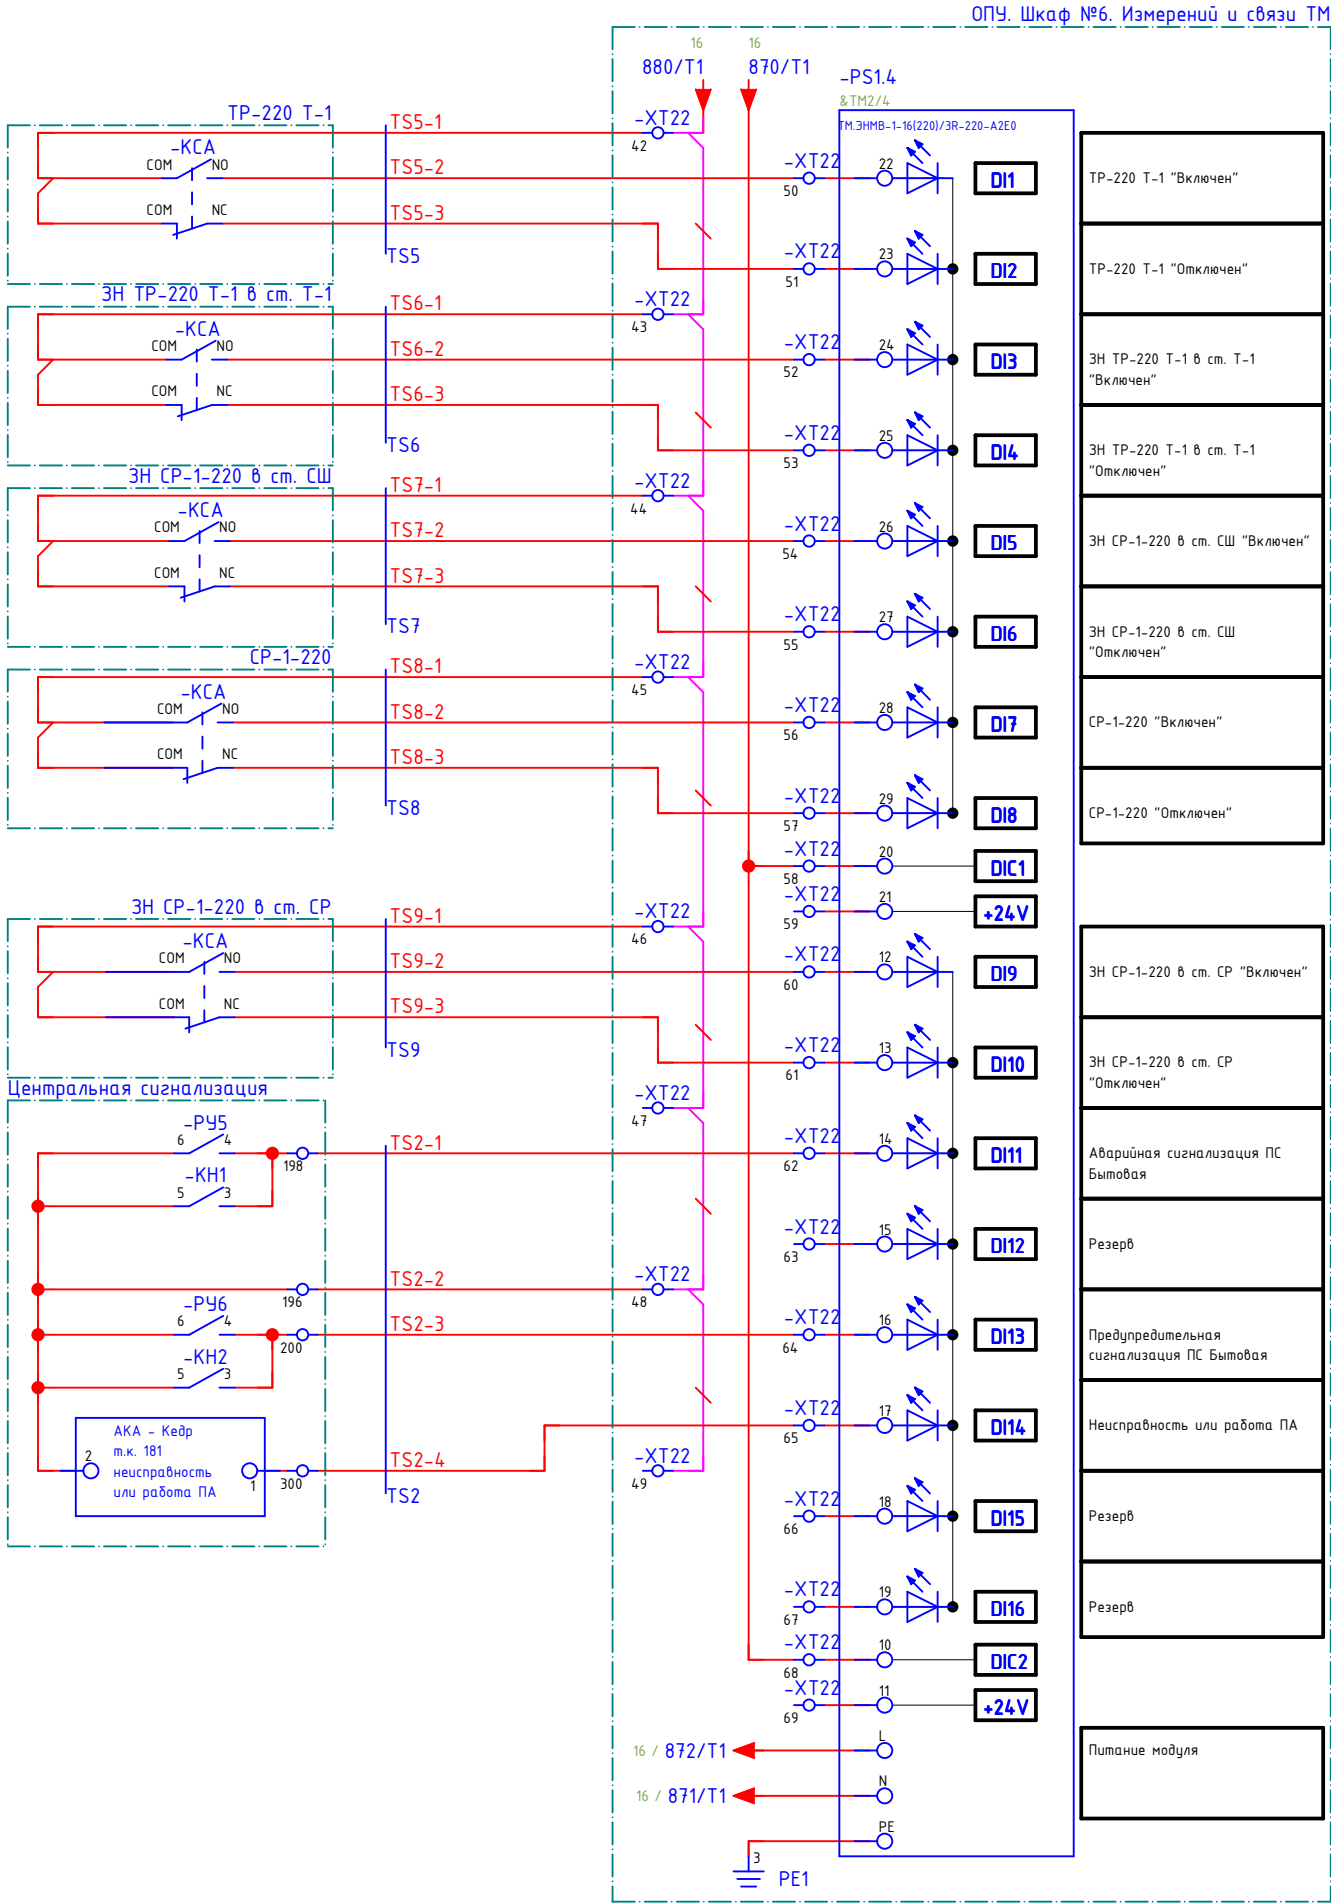 ОПУ. Шкаф №6. Измерений и связи ТМ
16
16
880/Т1
870/Т1
-PS1.4
&TM2/4
ТМ.ЭНМВ-1-16(220)/3R-220-A2E0
ТР-220 Т-1
-КСА
COM
NO
COM
NC
TS5-1
TS5-2
TS5-3
TS5
-XT22
42
-XT22
50
22
DI1
ТР-220 Т-1 "Включен"
-XT22
51
23
DI2
ТР-220 Т-1 "Отключен"
ЗН ТР-220 Т-1 в ст. Т-1
-КСА
COM
NO
COM
NC
TS6-1
TS6-2
TS6-3
TS6
-XT22
43
-XT22
52
24
DI3
ЗН ТР-220 Т-1 в ст. Т-1
"Включен"
-XT22
53
25
DI4
ЗН ТР-220 Т-1 в ст. Т-1
"Отключен"
ЗН СР-1-220 в ст. СШ
-КСА
COM
NO
COM
NC
TS7-1
TS7-2
TS7-3
TS7
-XT22
44
-XT22
54
26
DI5
ЗН СР-1-220 в ст. СШ "Включен"
-XT22
55
27
DI6
ЗН СР-1-220 в ст. СШ
"Отключен"
СР-1-220
-КСА
COM
NO
COM
NC
TS8-1
TS8-2
TS8-3
TS8
-XT22
45
-XT22
56
28
DI7
СР-1-220 "Включен"
-XT22
57
29
DI8
СР-1-220 "Отключен"
-XT22
58
20
DIC1
-XT22
59
21
+24V
ЗН СР-1-220 в ст. СР
-КСА
COM
NO
COM
NC
TS9-1
TS9-2
TS9-3
TS9
-XT22
46
-XT22
60
12
DI9
ЗН СР-1-220 в ст. СР "Включен"
-XT22
61
13
DI10
ЗН СР-1-220 в ст. СР
"Отключен"
Центральная сигнализация
-XT22
47
-РУ5
6
4
198
-КН1
5
3
TS2-1
-XT22
62
14
DI11
Аварийная сигнализация ПС
Бытовая
-XT22
63
15
DI12
Резерв
196
TS2-2
-XT22
48
-РУ6
6
4
200
-КН2
5
3
TS2-3
-XT22
64
16
DI13
Предупредительная
сигнализация ПС Бытовая
АКА - Кедр
т.к. 181
неисправность
или работа ПА
2
1
300
TS2-4
TS2
-XT22
49
-XT22
65
17
DI14
Неисправность или работа ПА
-XT22
66
18
DI15
Резерв
-XT22
67
19
DI16
Резерв
-XT22
68
10
DIC2
-XT22
69
11
+24V
16 / 872/Т1
L
Питание модуля
16 / 871/Т1
N
PE
3
PE1